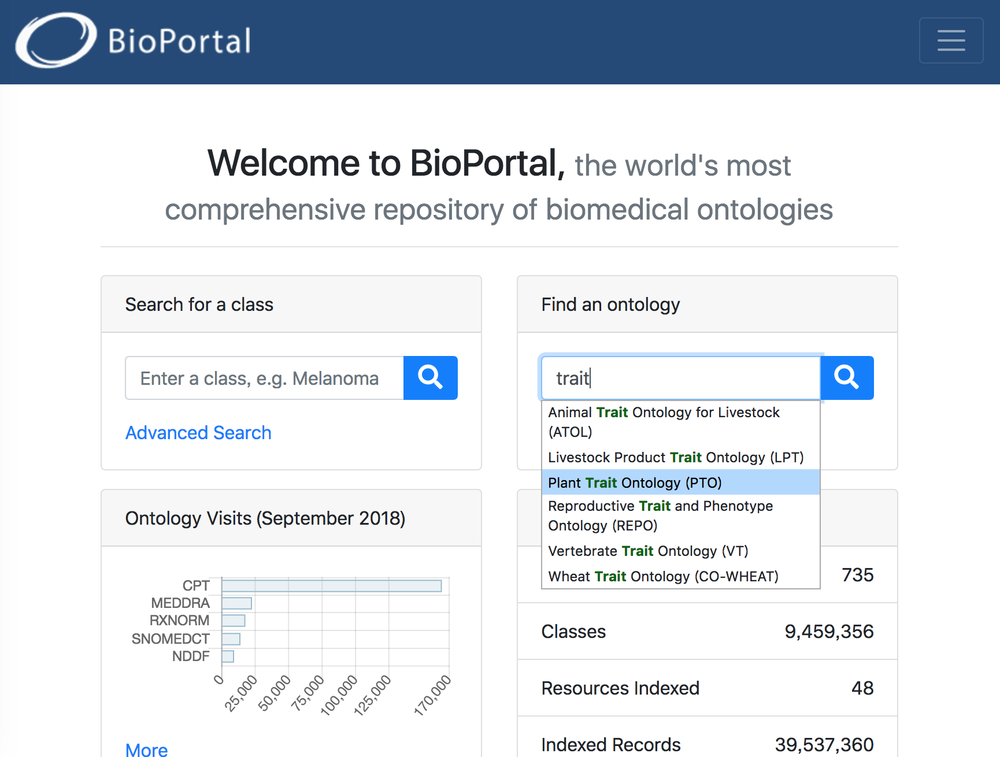 BioPortal
Welcome to BioPortal, the world's most
comprehensive repository of biomedical ontologies
Search for a class
Enter a class, e.g. Melanoma
Advanced Search
Find an ontology
trait
Animal Trait Ontology for Livestock
(ATOL)
Livestock Product Trait Ontology (LPT)
Plant Trait Ontology (PTO)
Reproductive Trait and Phenotype
Ontology (REPO)
Vertebrate Trait Ontology (VT)
Wheat Trait Ontology (CO-WHEAT)
Ontology Visits (September 2018)
CPT
MEDDRA
RXNORM
SNOMEDCT
NDDF
0
25,000
50,000
75,000
100,000
125,000
170,000
More
735
Classes 9,459,356
Resources Indexed 48
Indexed Records 39,537,360